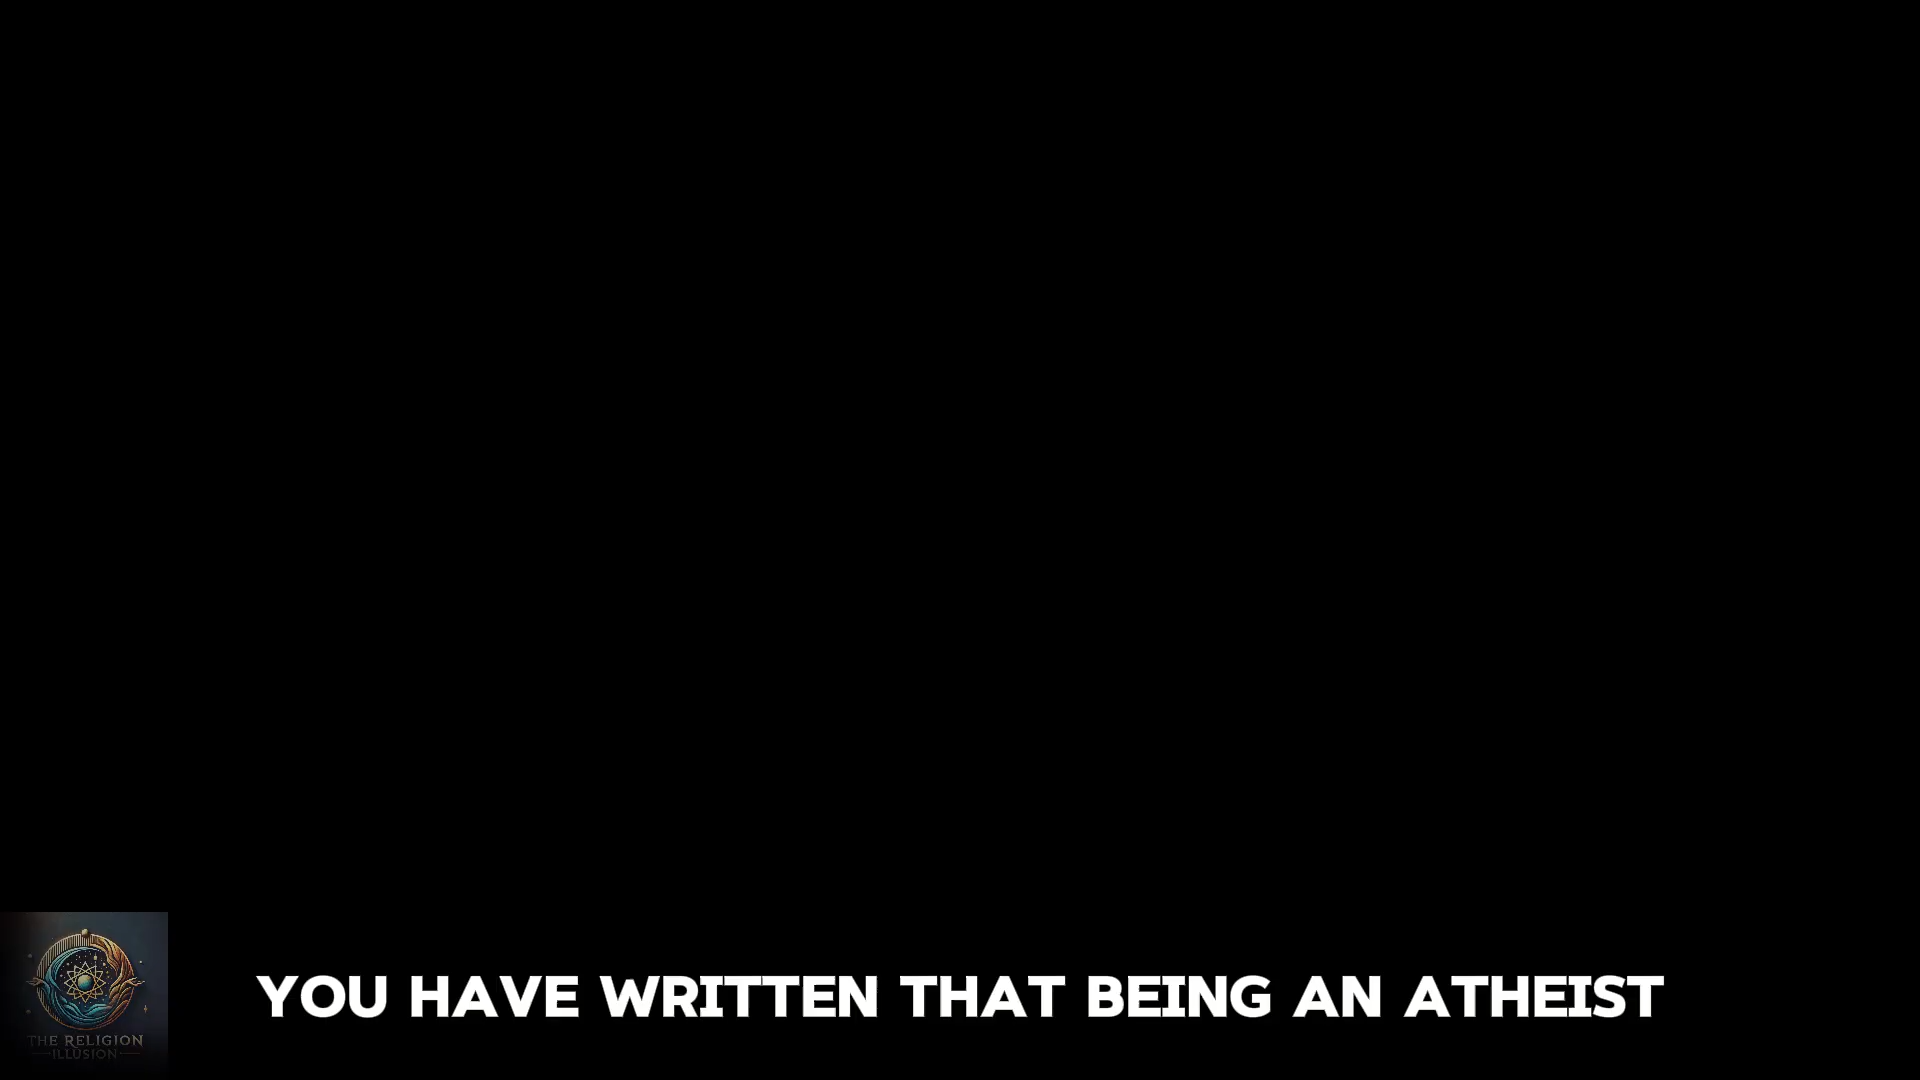 YOU HAVE WRITTEN THAT BEING AN ATHEIST
THE RELIGION
ILLUSION